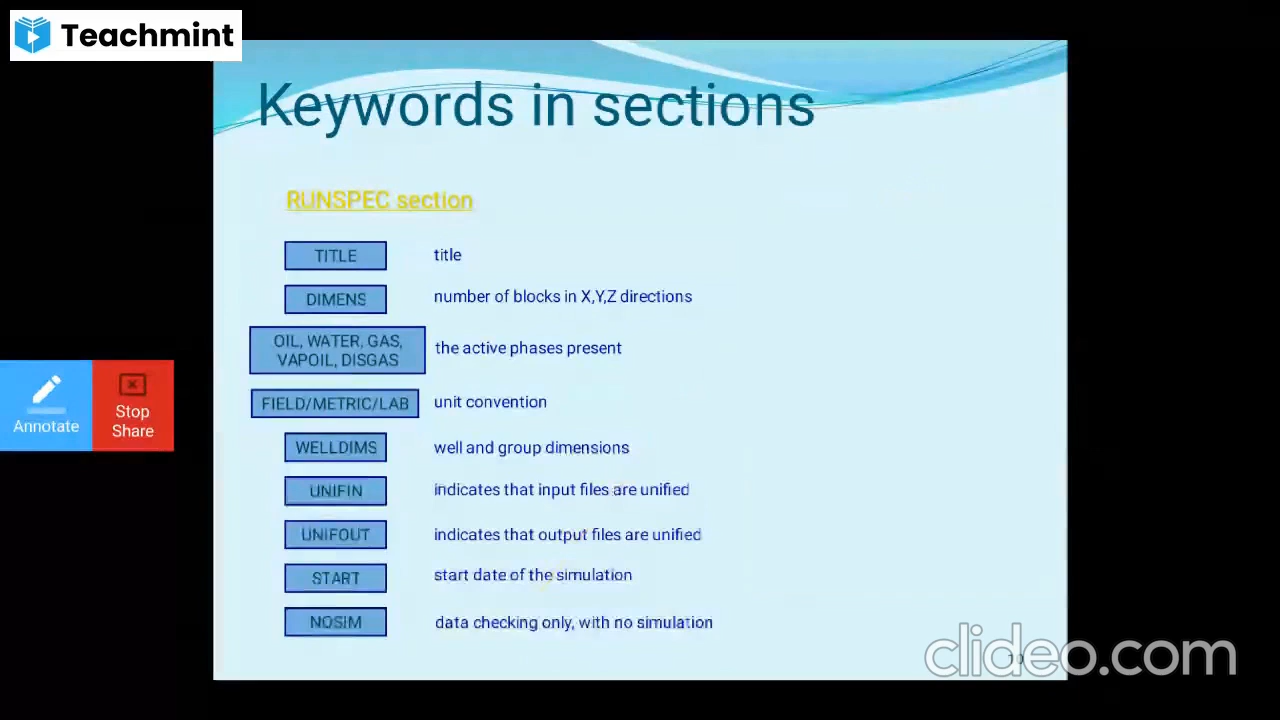 Teachmint
Keywords in sections
RUNSPEC section
TITLE title
DIMENS number of blocks in X,Y,Z directions
OIL, WATER, GAS,
VAPOIL, DISGAS the active phases present
FIELD/METRIC/LAB unit convention
WELLDIMS well and group dimensions
Annotate
Stop
Share
UNIFIN indicates that input files are unified
UNIFOUT indicates that output files are unified
START start date of the simulation
NOSIM data checking only, with no simulation
10
clideo.com